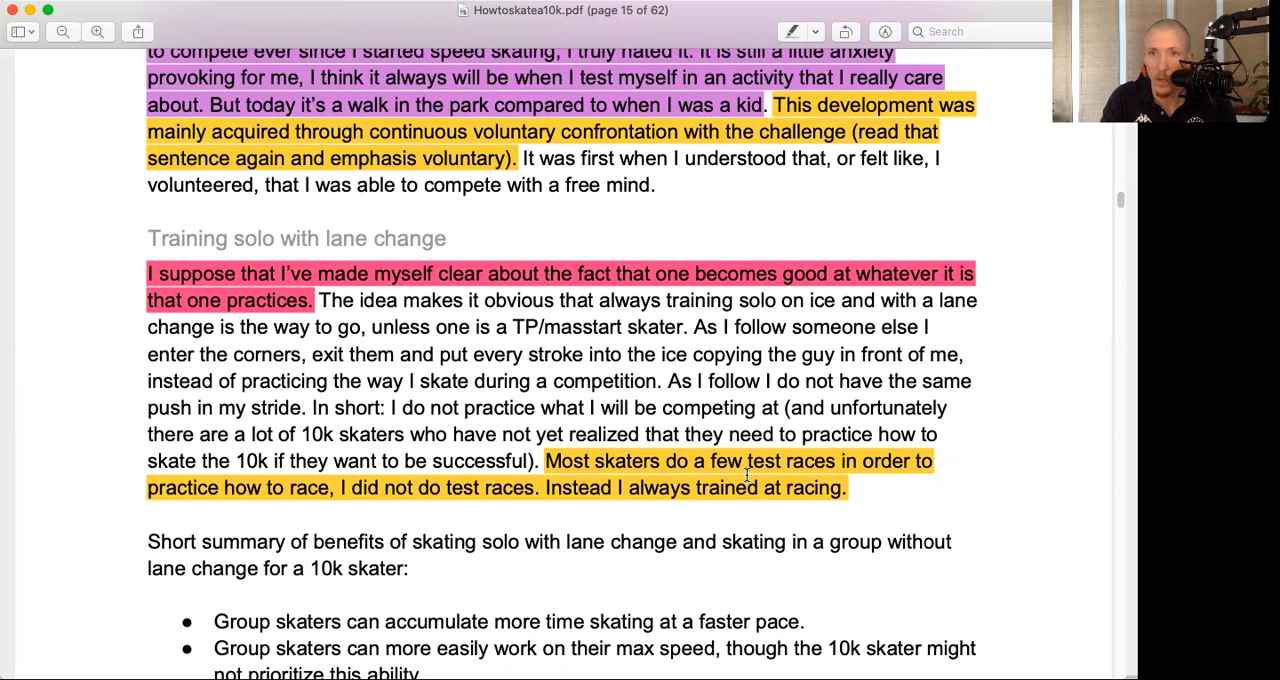 Howtoskatea10k.pdf (page 15 of 62)
Search
to compete ever since I started speed skating, I truly hated it. It is still a little anxiety
provoking for me, I think it always will be when I test myself in an activity that I really care
about. But today it's a walk in the park compared to when I was a kid. This development was
mainly acquired through continuous voluntary confrontation with the challenge (read that
sentence again and emphasis voluntary). It was first when I understood that, or felt like, I
volunteered, that I was able to compete with a free mind.
Training solo with lane change
I suppose that I've made myself clear about the fact that one becomes good at whatever it is
that one practices. The idea makes it obvious that always training solo on ice and with a lane
change is the way to go, unless one is a TP/masstart skater. As I follow someone else I
enter the corners, exit them and put every stroke into the ice copying the guy in front of me,
instead of practicing the way I skate during a competition. As I follow I do not have the same
push in my stride. In short: I do not practice what I will be competing at (and unfortunately
there are a lot of 10k skaters who have not yet realized that they need to practice how to
skate the 10k if they want to be successful). Most skaters do a few test races in order to
practice how to race, I did not do test races. Instead I always trained at racing.
Short summary of benefits of skating solo with lane change and skating in a group without
lane change for a 10k skater:
● Group skaters can accumulate more time skating at a faster pace.
● Group skaters can more easily work on their max speed, though the 10k skater might
not prioritize this ability